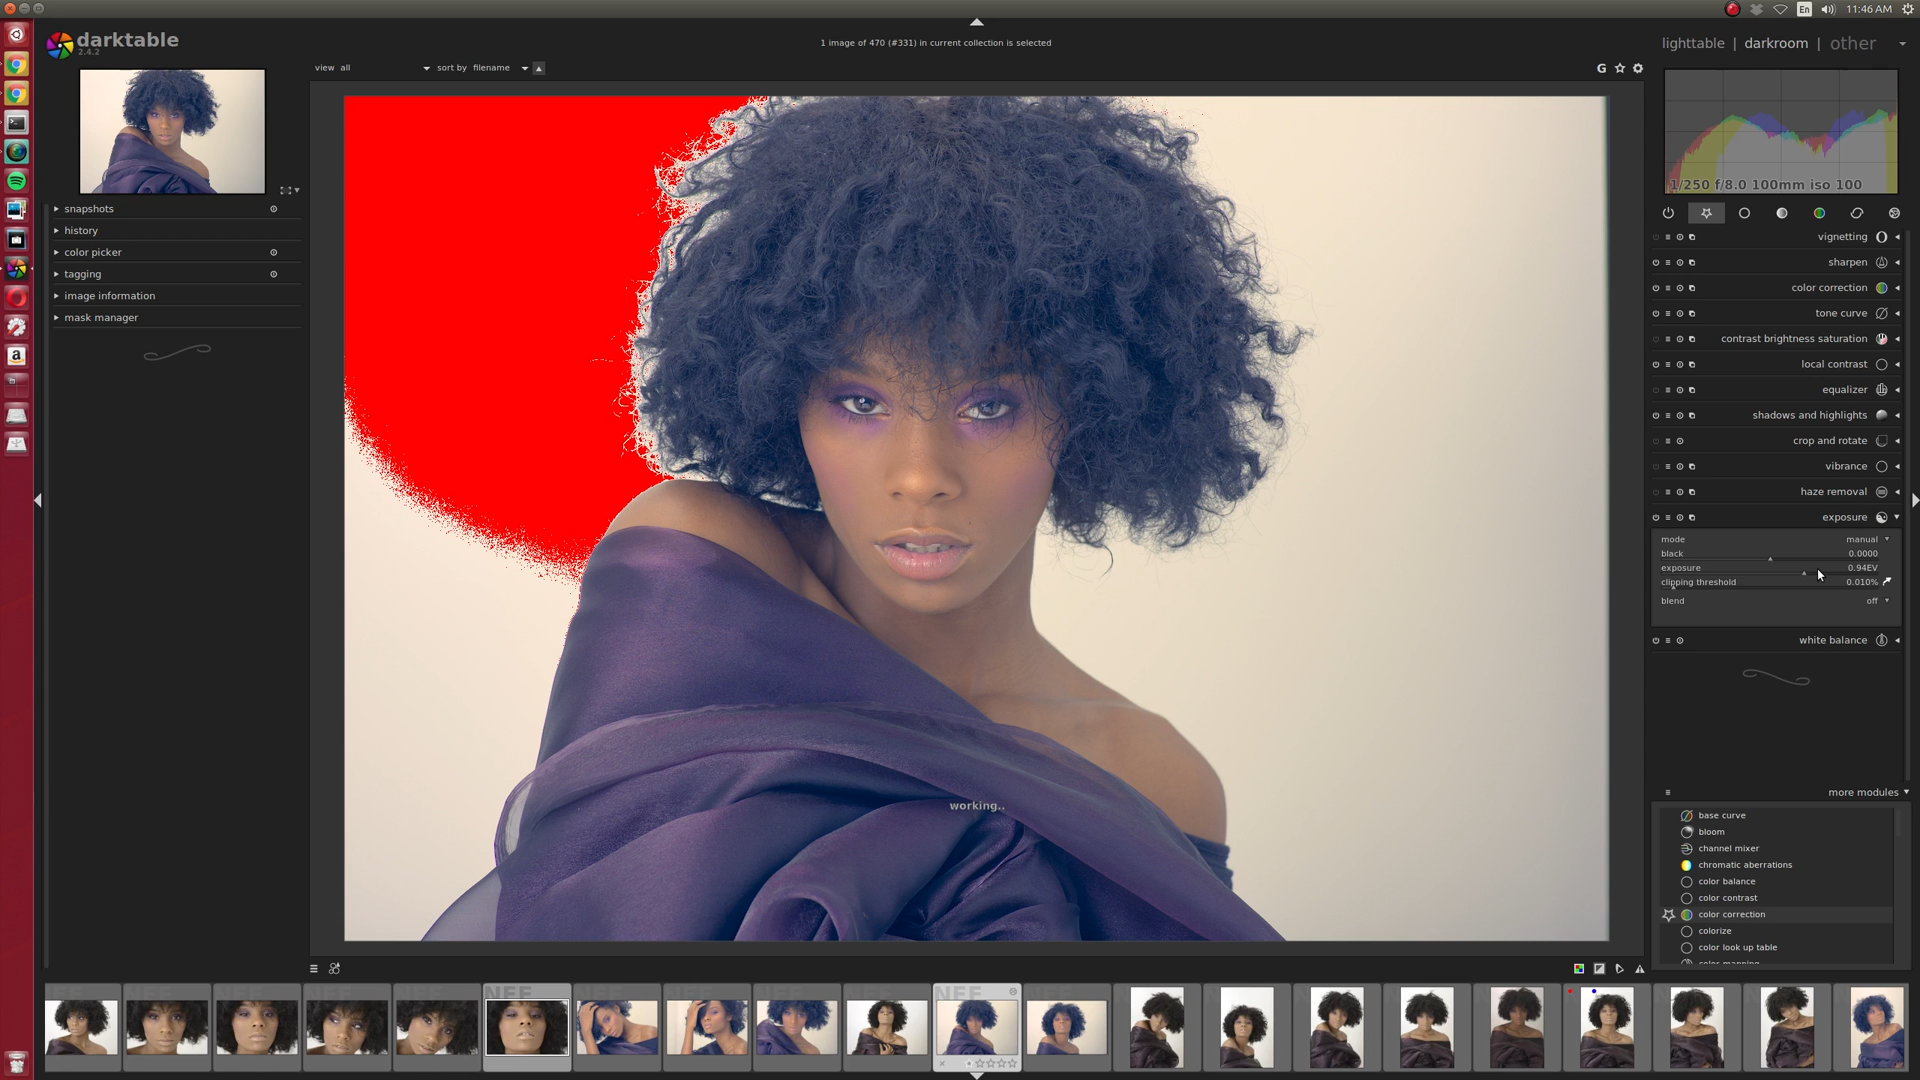 En
11:46 AM
darktable
2.4.2
1 image of 470 (#331) in current collection is selected
lighttable | darkroom | other
view all
sort by filename
G
1/250 f/8.0 100mm iso 100
snapshots
history
color picker
tagging
image information
mask manager
vignetting
sharpen
color correction
tone curve
contrast brightness saturation
local contrast
equalizer
shadows and highlights
crop and rotate
vibrance
haze removal
exposure
mode manual
black 0.0000
exposure 0.94EV
clipping threshold 0.010%
blend off
white balance
working..
more modules
base curve
bloom
channel mixer
chromatic aberrations
color balance
color contrast
color correction
colorize
color look up table
color mapping
NEF
NEF